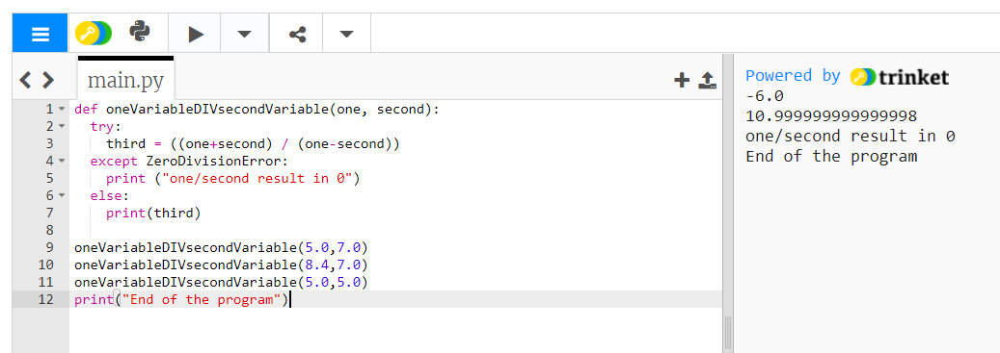 main.py
1 def oneVariableDIVsecondVariable(one, second):
2 try:
3 third = ((one+second) / (one-second))
4 except ZeroDivisionError:
5 print ("one/second result in 0")
6 else:
7 print(third)
8
9 oneVariableDIVsecondVariable(5.0,7.0)
10 oneVariableDIVsecondVariable(8.4,7.0)
11 oneVariableDIVsecondVariable(5.0,5.0)
12 print("End of the program")
Powered by trinket
-6.0
10.999999999999998
one/second result in 0
End of the program